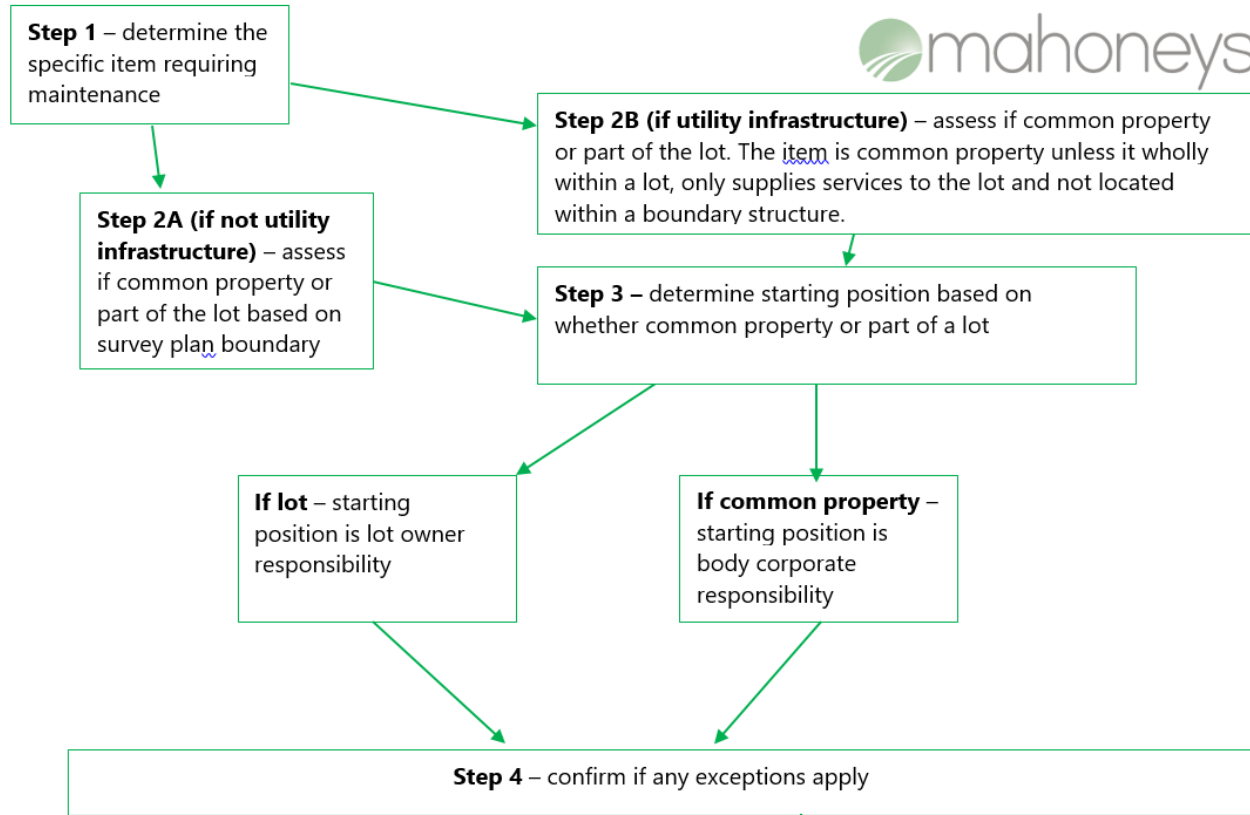 Step 1 – determine the
specific item requiring
maintenance
mahoneys
Step 2B (if utility infrastructure) – assess if common property
or part of the lot. The item is common property unless it wholly
within a lot, only supplies services to the lot and not located
within a boundary structure.
Step 2A (if not utility
infrastructure) – assess
if common property or
part of the lot based on
survey plan boundary
Step 3 – determine starting position based on
whether common property or part of a lot
If lot – starting
position is lot owner
responsibility
If common property –
starting position is
body corporate
responsibility
Step 4 – confirm if any exceptions apply